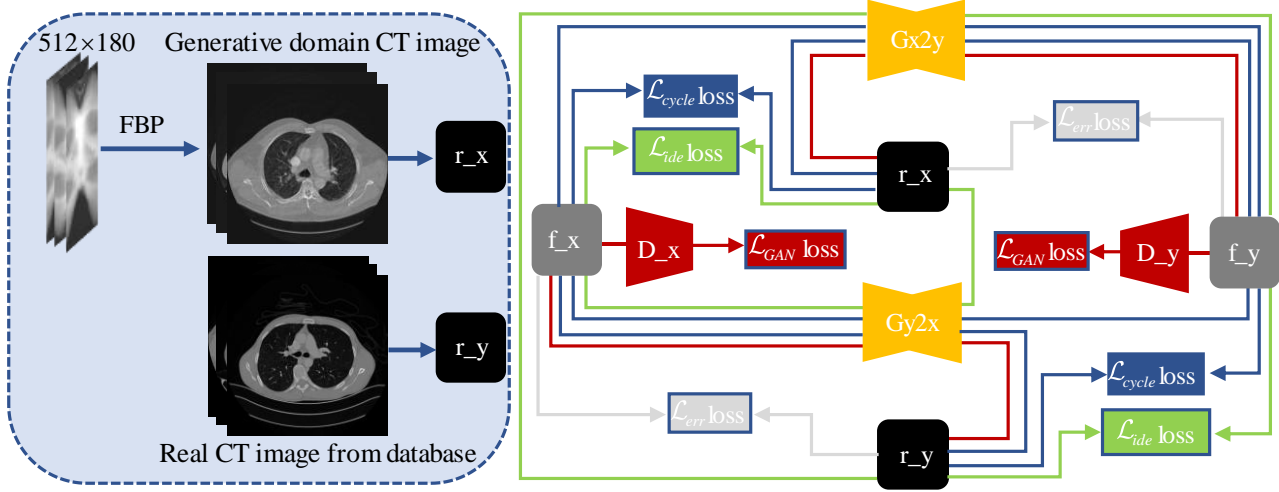 512×180
Generative domain CT image
FBP
r_x
r_y
Real CT image from database
Gx2y
ℒcycle loss
ℒerr loss
ℒide loss
r_x
f_x
D_x
ℒGAN loss
ℒGAN loss
D_y
f_y
Gy2x
ℒcycle loss
ℒerr loss
ℒide loss
r_y